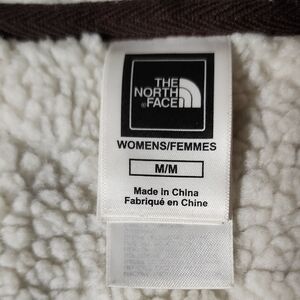 THE
NORTH
FACE
WOMENS/FEMMES
M/M
Made in China
Fabriqué en Chine